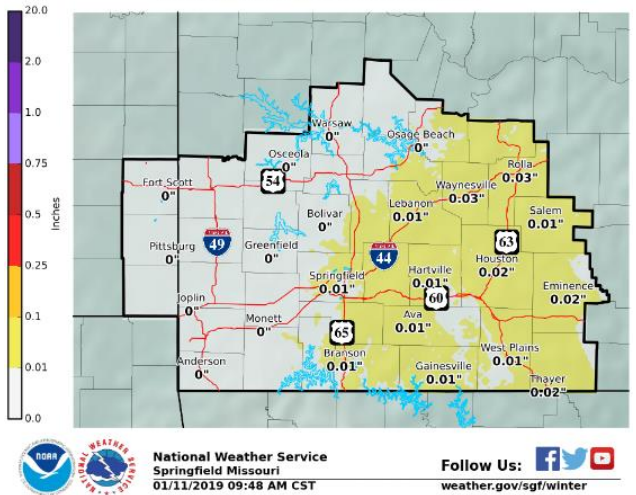 20.0
1.0
0.75
0.5
0.25
0.1
0.01
0.0
Inches
Warsaw
0"
Osage Beach
0"
Osceola
0"
54
Fort Scott
0"
Rolla
0.03"
Waynesville
0.03"
Lebanon
0.01"
Salem
0.01"
Bolivar
0"
Pittsburg
0"
49
Greenfield
0"
44
63
Houston
0.02"
Springfield
0.01"
Hartville
0.01"
60
Eminence
0.02"
Joplin
0"
Monett
0"
65
Ava
0.01"
Anderson
0"
Branson
0.01"
Gainesville
0.01"
West Plains
0.01"
Thayer
0.02"
NOAA
NATIONAL WEATHER SERVICE
National Weather Service
Springfield Missouri
01/11/2019 09:48 AM CST
Follow Us:
weather.gov/sgf/winter